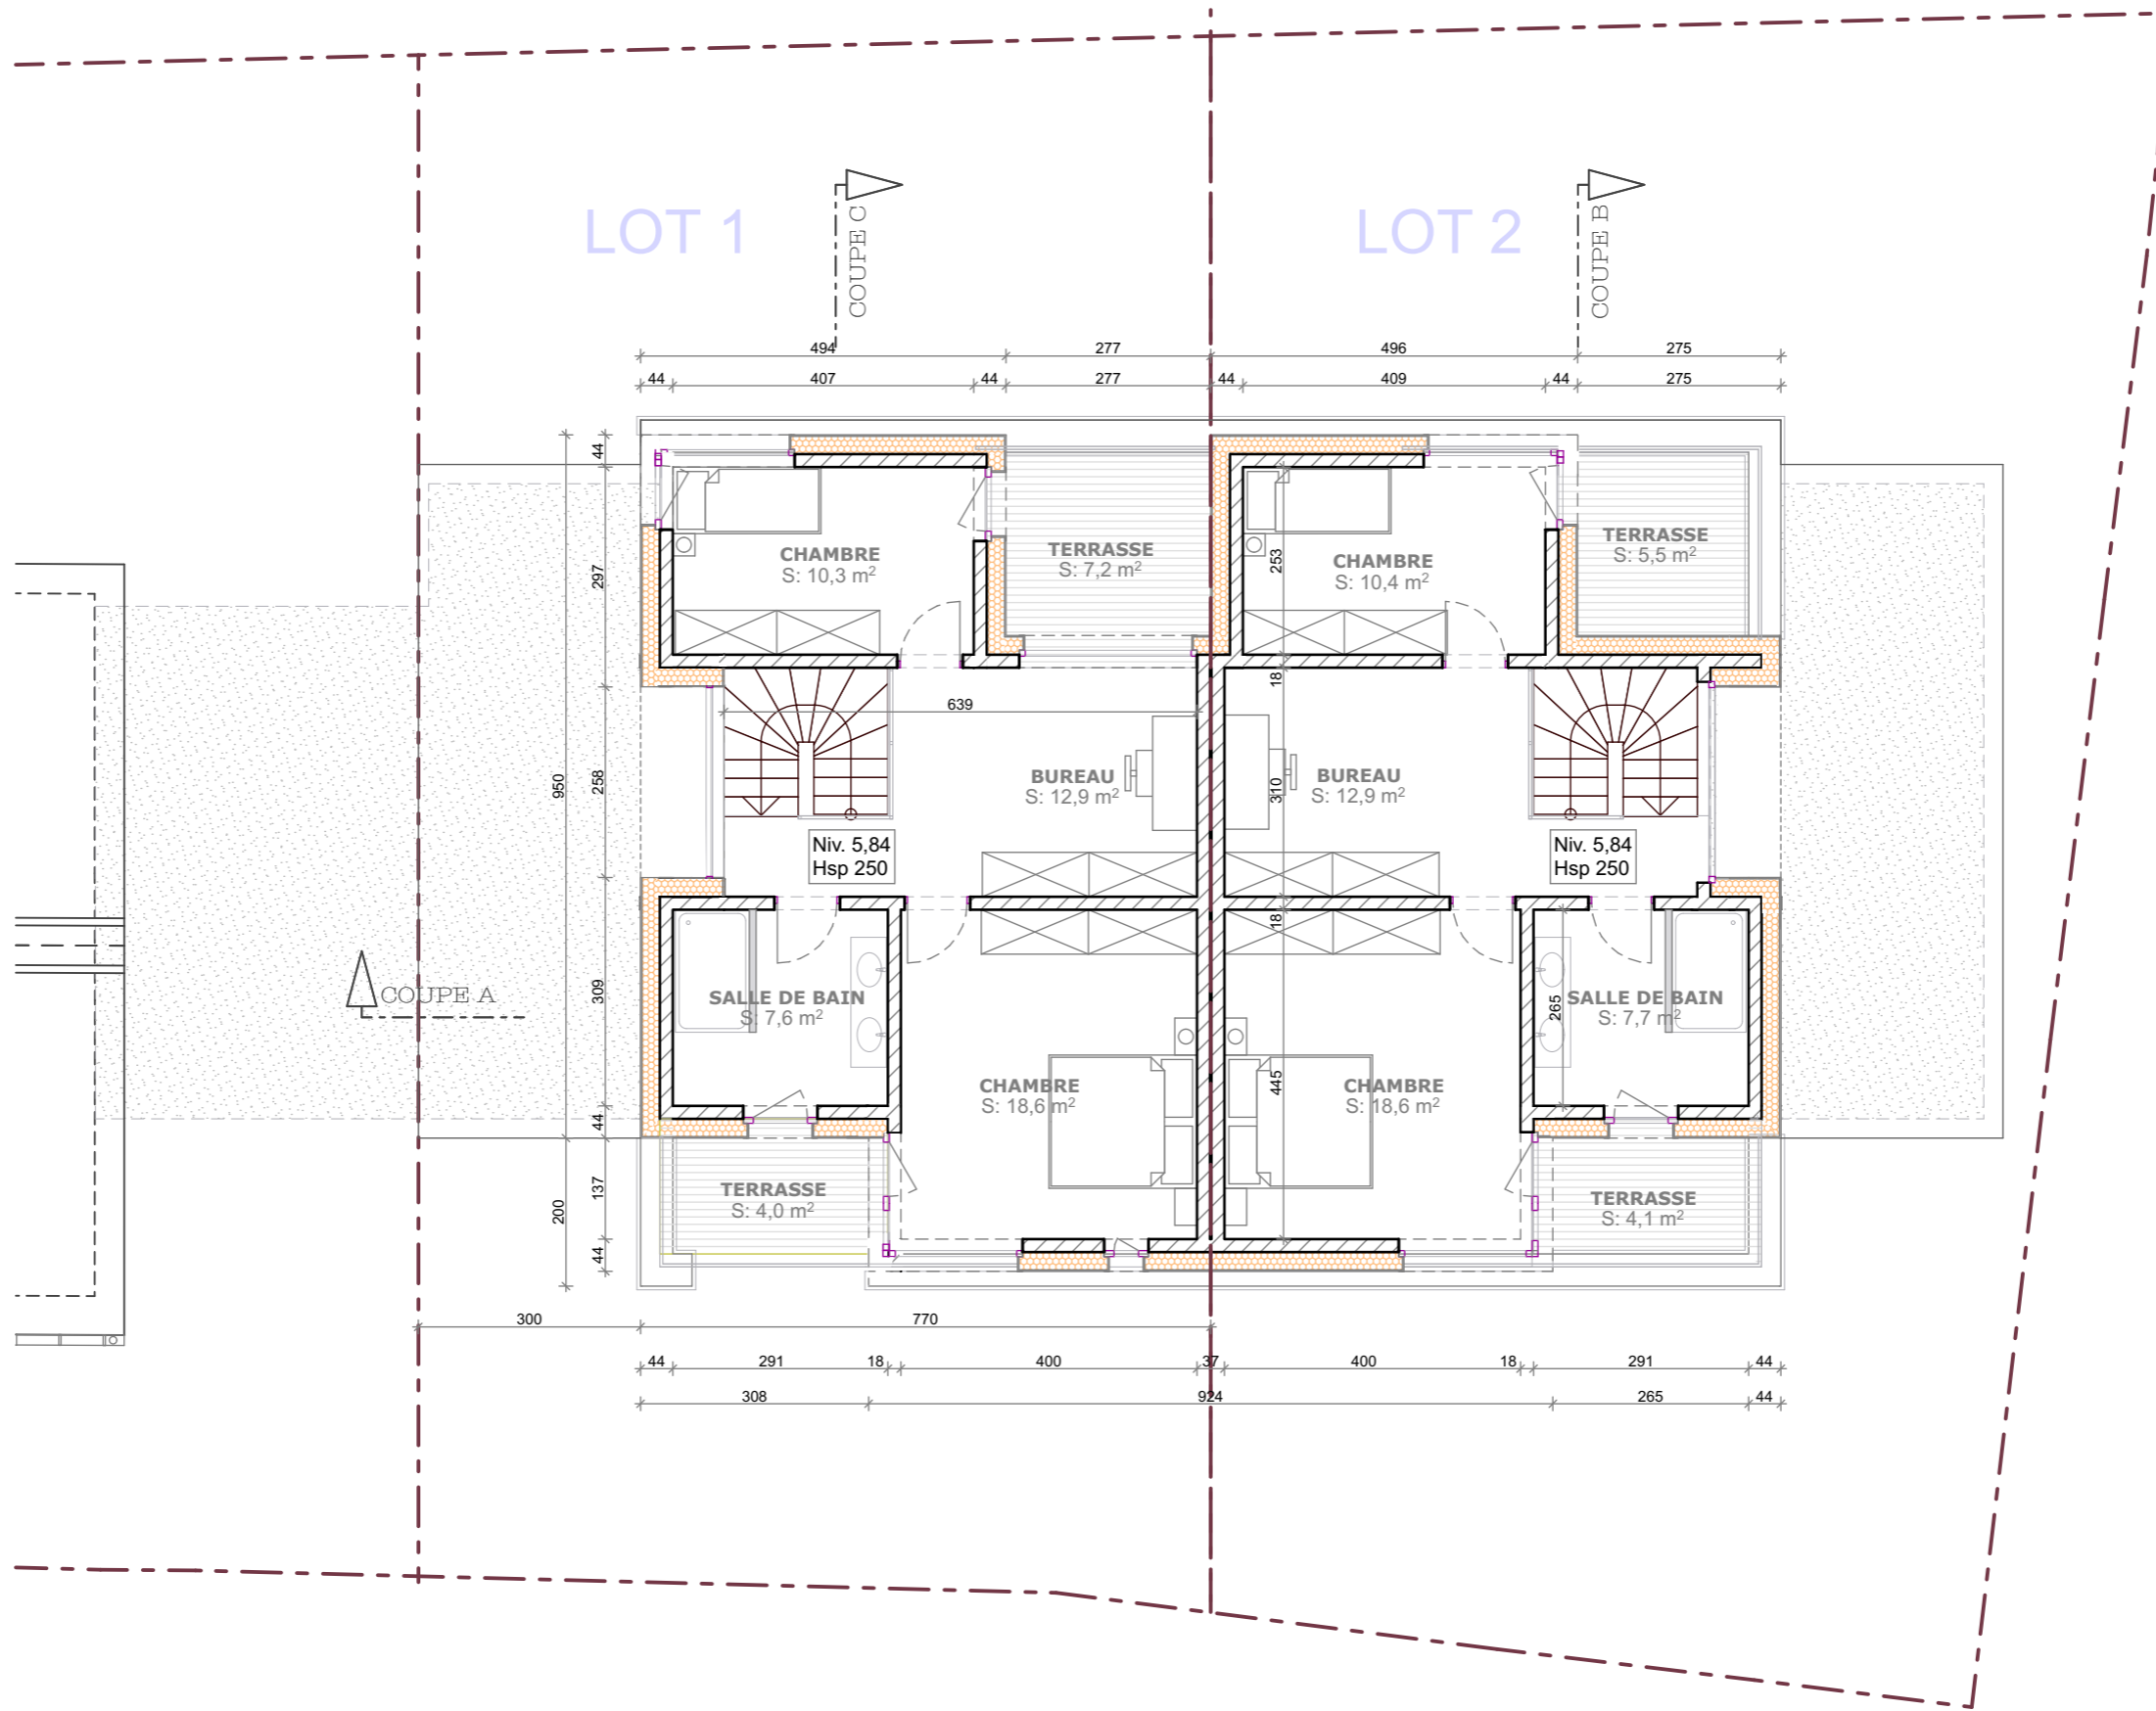 LOT 1
LOT 2
COUPE C
COUPE B
494
277
496
275
44
407
44
277
44
409
44
275
44
297
258
309
44
137
44
950
200
CHAMBRE
S: 10,3 m²
TERRASSE
S: 7,2 m²
253
CHAMBRE
S: 10,4 m²
TERRASSE
S: 5,5 m²
18
639
BUREAU
S: 12,9 m²
310
BUREAU
S: 12,9 m²
Niv. 5,84
Hsp 250
Niv. 5,84
Hsp 250
18
COUPE A
SALLE DE BAIN
S: 7,6 m²
265
SALLE DE BAIN
S: 7,7 m²
CHAMBRE
S: 18,6 m²
445
CHAMBRE
S: 18,6 m²
TERRASSE
S: 4,0 m²
TERRASSE
S: 4,1 m²
300
770
44
291
18
400
37
400
18
291
44
308
924
265
44